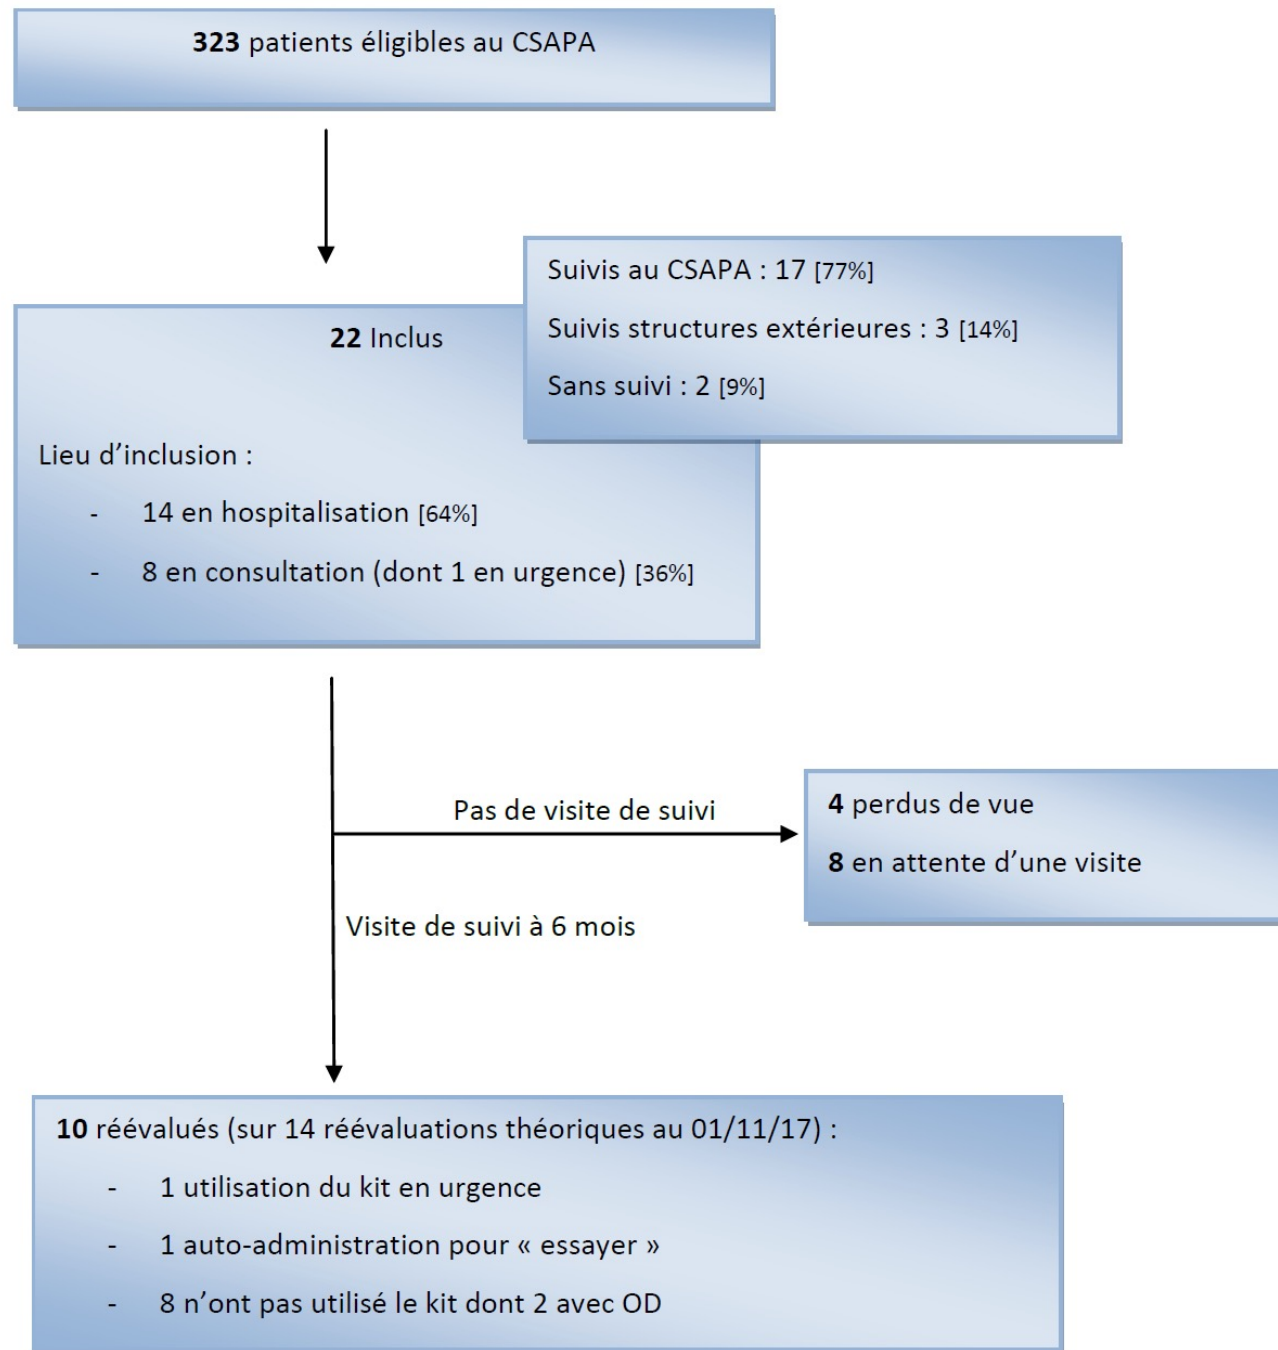 323 patients éligibles au CSAPA
Suivis au CSAPA : 17 [77%]
Suivis structures extérieures : 3 [14%]
Sans suivi : 2 [9%]
22 Inclus
Lieu d’inclusion :
- 14 en hospitalisation [64%]
- 8 en consultation (dont 1 en urgence) [36%]
Pas de visite de suivi
4 perdus de vue
8 en attente d’une visite
Visite de suivi à 6 mois
10 réévalués (sur 14 réévaluations théoriques au 01/11/17) :
- 1 utilisation du kit en urgence
- 1 auto-administration pour « essayer »
- 8 n’ont pas utilisé le kit dont 2 avec OD